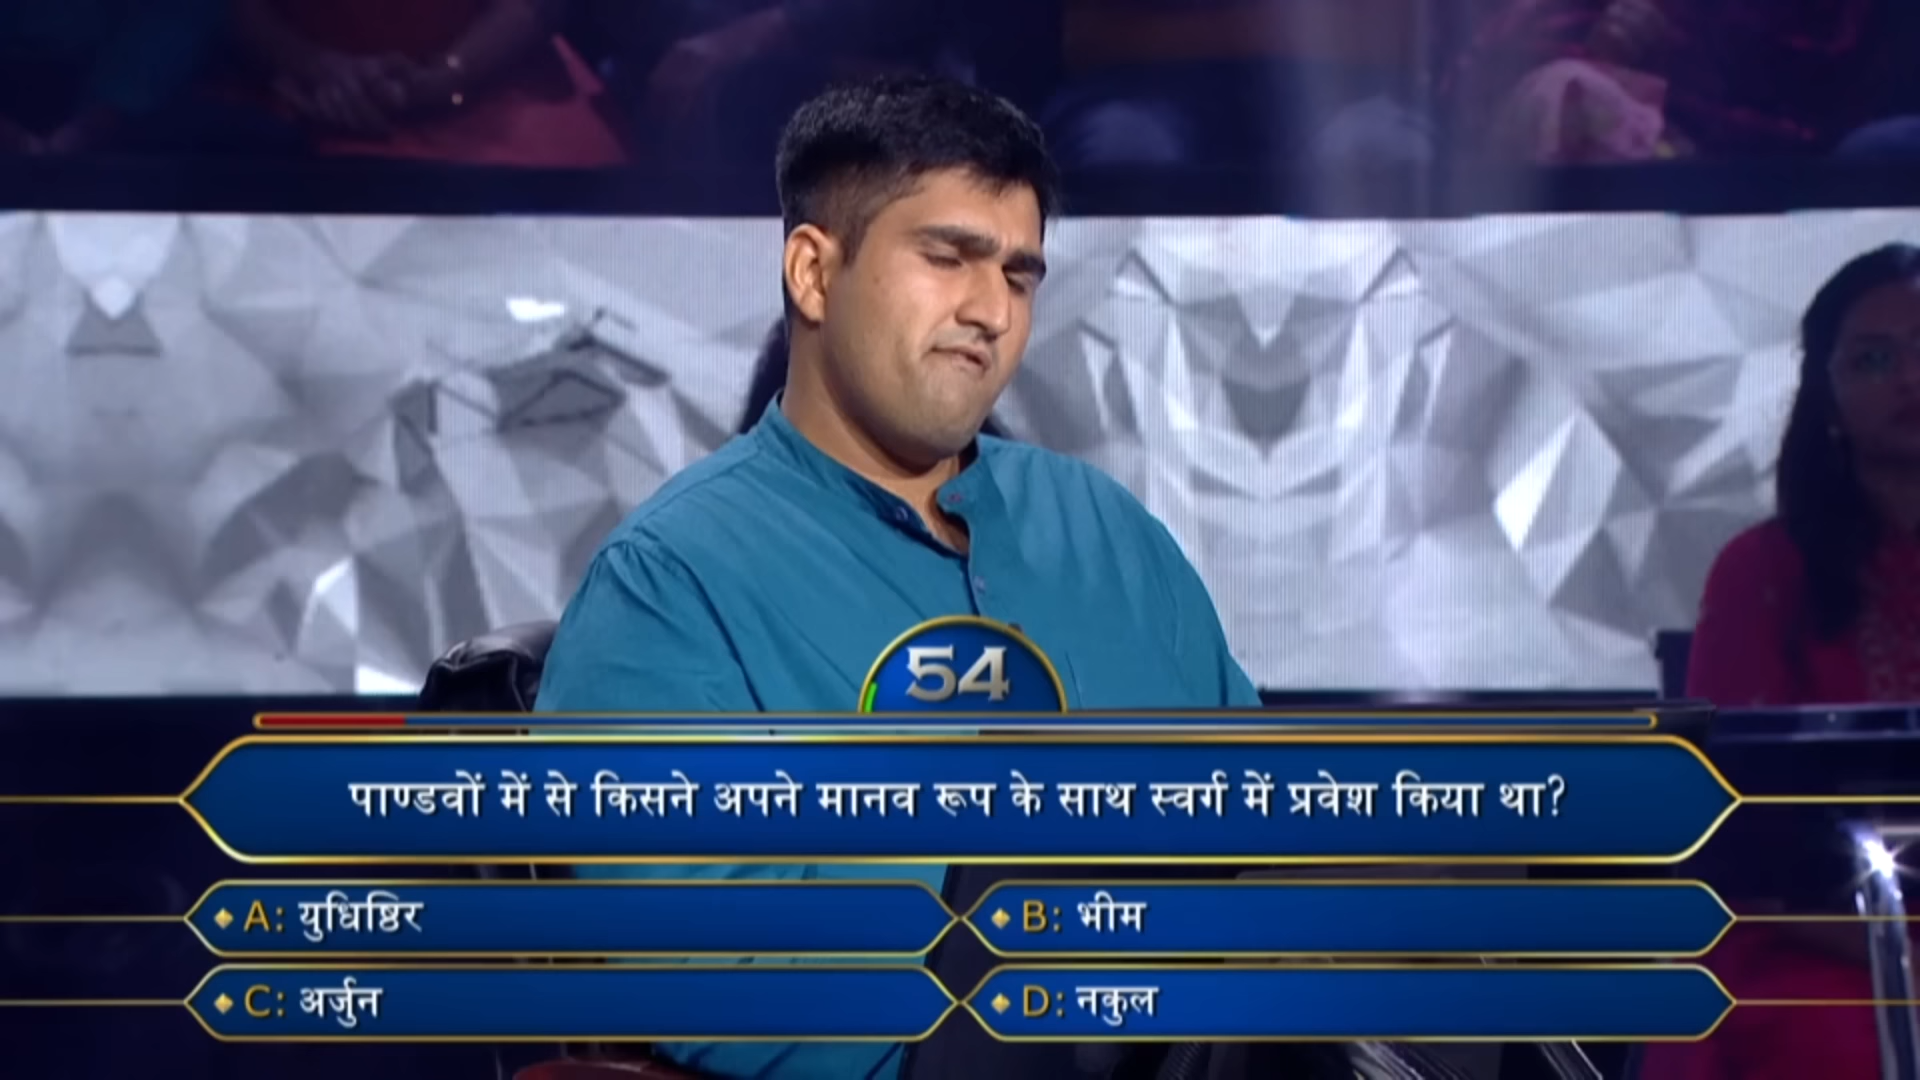 54
पाण्डवों में से किसने अपने मानव रूप के साथ स्वर्ग में प्रवेश किया था?
A: युधिष्ठिर
B: भीम
C: अर्जुन
D: नकुल